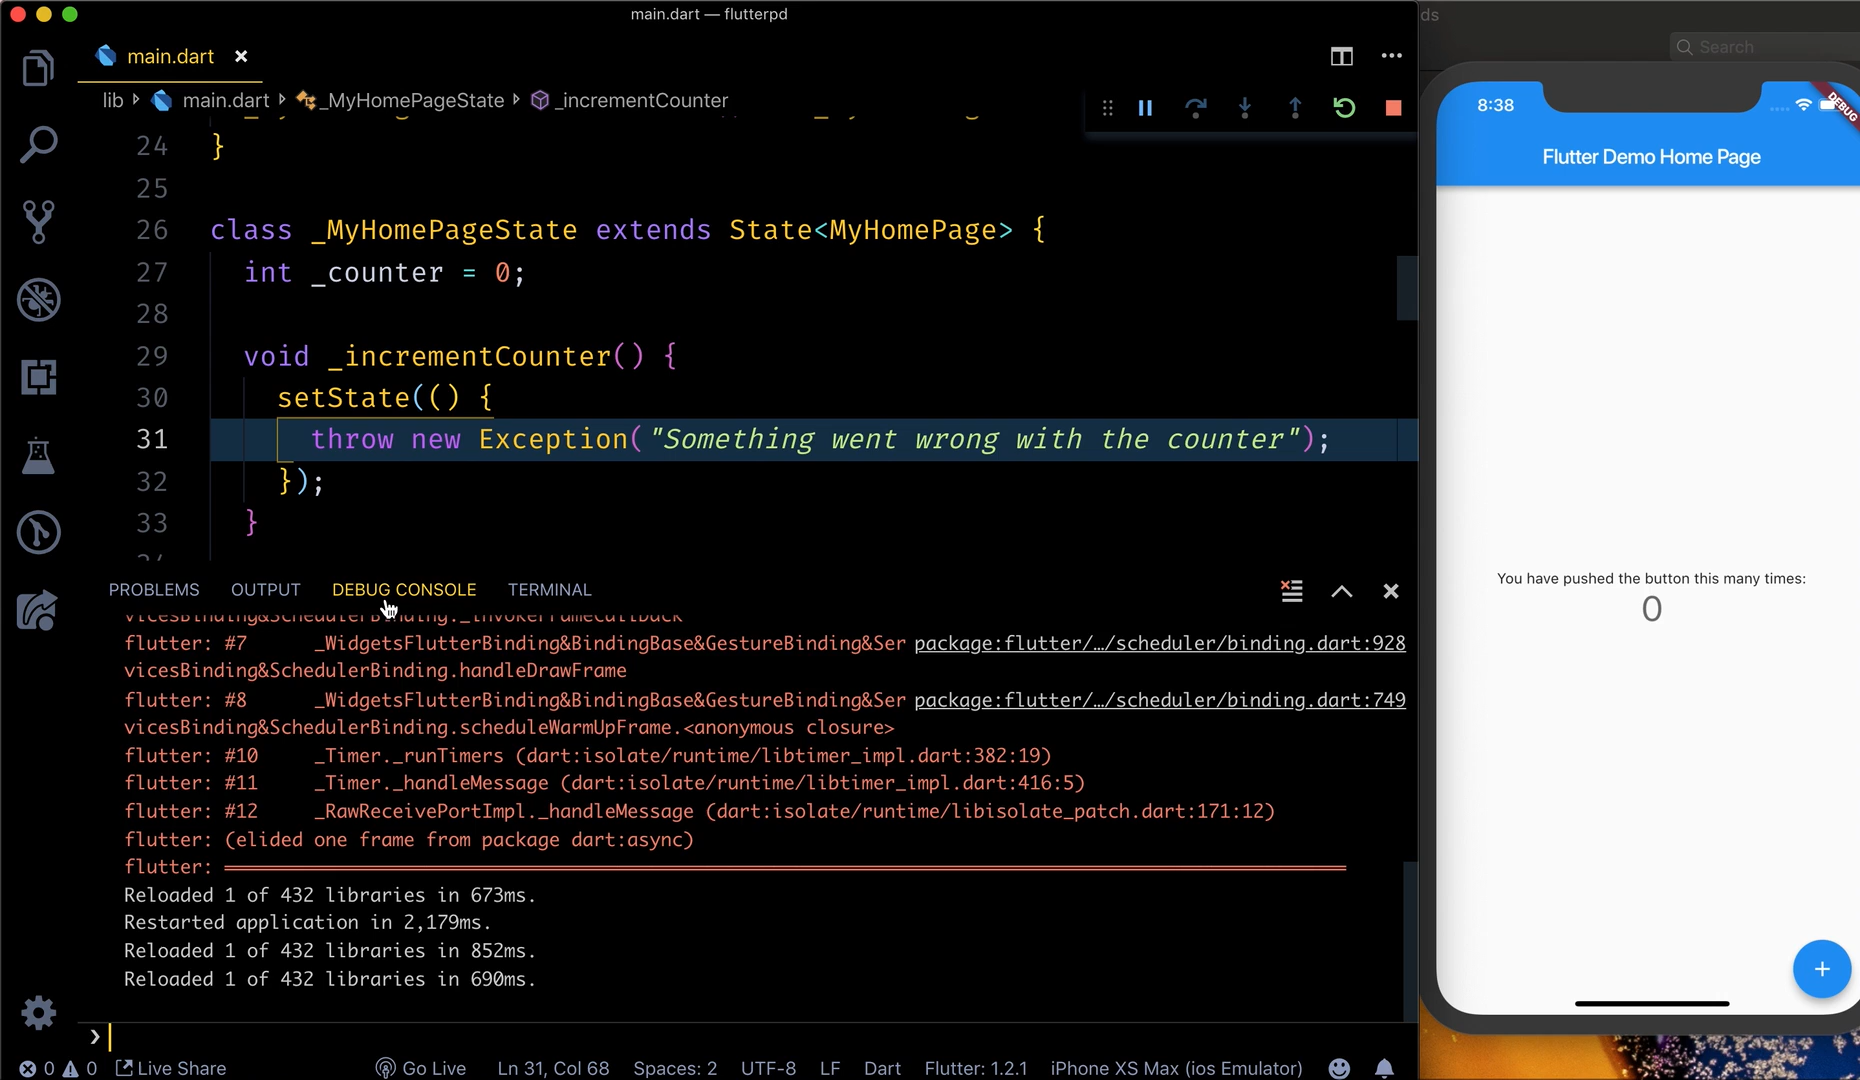 main.dart — flutterpd
ds
main.dart
Search
lib main.dart _MyHomePageState _incrementCounter
24 }
25
26 class _MyHomePageState extends State<MyHomePage> {
27 int _counter = 0;
28
29 void _incrementCounter() {
30 setState(() {
31 throw new Exception("Something went wrong with the counter");
32 });
33 }
PROBLEMS OUTPUT DEBUG CONSOLE TERMINAL
vicesBinding&SchedulerBinding._invokeFrameCallback
flutter: #7 _WidgetsFlutterBinding&BindingBase&GestureBinding&Ser package:flutter/…/scheduler/binding.dart:928
vicesBinding&SchedulerBinding.handleDrawFrame
flutter: #8 _WidgetsFlutterBinding&BindingBase&GestureBinding&Ser package:flutter/…/scheduler/binding.dart:749
vicesBinding&SchedulerBinding.scheduleWarmUpFrame.<anonymous closure>
flutter: #10 _Timer._runTimers (dart:isolate/runtime/libtimer_impl.dart:382:19)
flutter: #11 _Timer._handleMessage (dart:isolate/runtime/libtimer_impl.dart:416:5)
flutter: #12 _RawReceivePortImpl._handleMessage (dart:isolate/runtime/libisolate_patch.dart:171:12)
flutter: (elided one frame from package dart:async)
flutter: ════════════════════════════════════════
Reloaded 1 of 432 libraries in 673ms.
Restarted application in 2,179ms.
Reloaded 1 of 432 libraries in 852ms.
Reloaded 1 of 432 libraries in 690ms.
0 0 Live Share Go Live Ln 31, Col 68 Spaces: 2 UTF-8 LF Dart Flutter: 1.2.1 iPhone XS Max (ios Emulator)
8:38
DEBUG
Flutter Demo Home Page
You have pushed the button this many times:
0
+